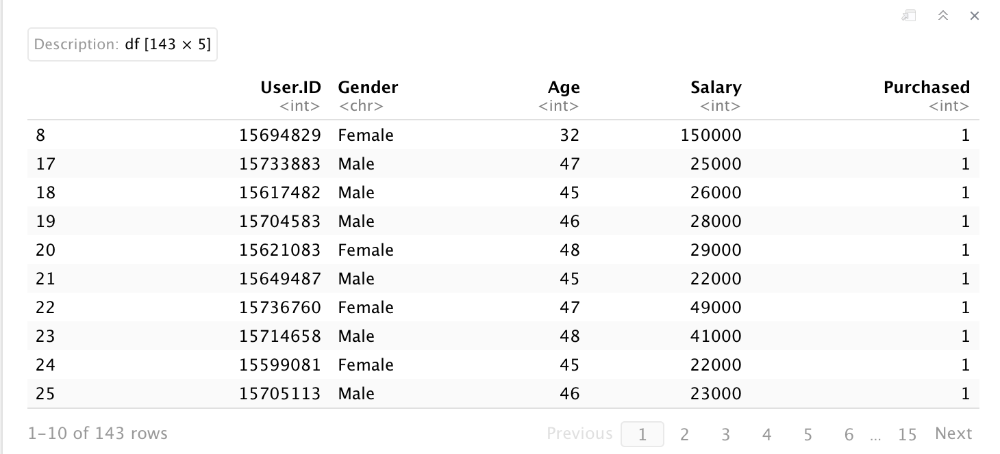 Description: df [143 × 5]
User.ID Gender Age Salary Purchased
<int> <chr> <int> <int> <int>
8 15694829 Female 32 150000 1
17 15733883 Male 47 25000 1
18 15617482 Male 45 26000 1
19 15704583 Male 46 28000 1
20 15621083 Female 48 29000 1
21 15649487 Male 45 22000 1
22 15736760 Female 47 49000 1
23 15714658 Male 48 41000 1
24 15599081 Female 45 22000 1
25 15705113 Male 46 23000 1
1–10 of 143 rows Previous 1 2 3 4 5 6 ... 15 Next